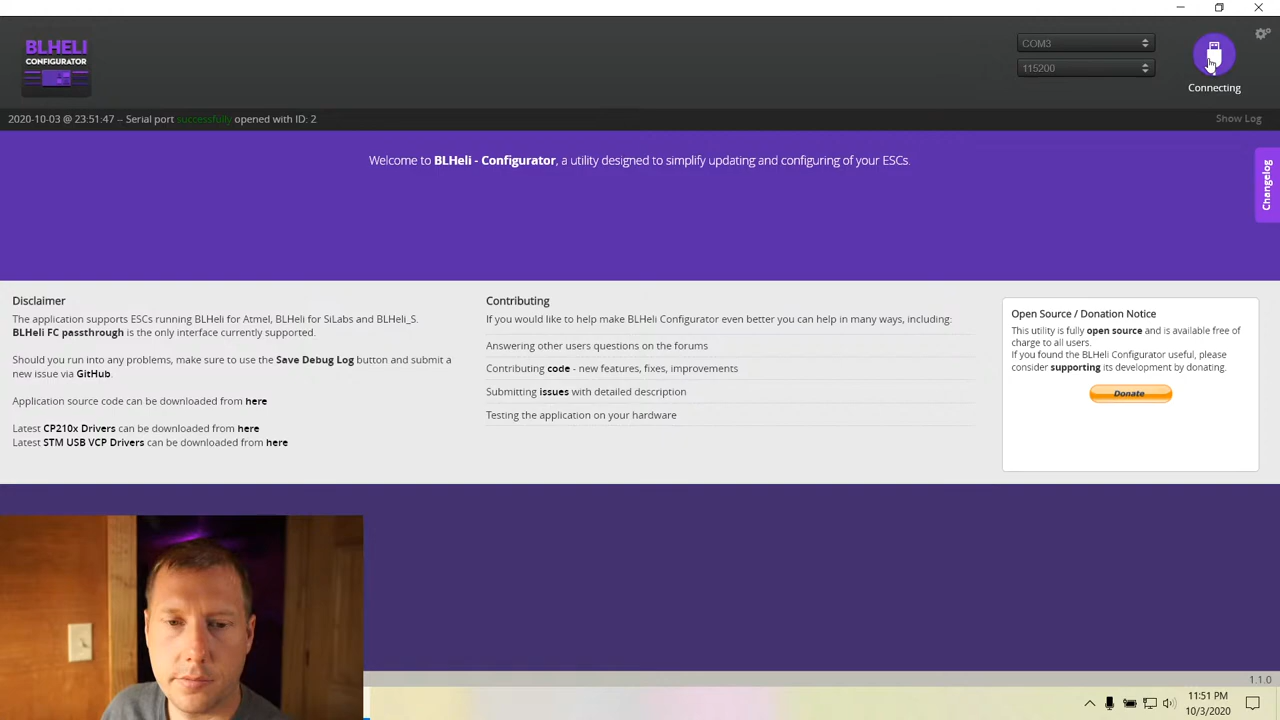 BLHELI
CONFIGURATOR
COM3
115200
Connecting
2020-10-03 @ 23:51:47 -- Serial port successfully opened with ID: 2
Show Log
Welcome to BLHeli - Configurator, a utility designed to simplify updating and configuring of your ESCs.
Changelog
Disclaimer
The application supports ESCs running BLHeli for Atmel, BLHeli for SiLabs and BLHeli_S.
BLHeli FC passthrough is the only interface currently supported.
Should you run into any problems, make sure to use the Save Debug Log button and submit a
new issue via GitHub.
Application source code can be downloaded from here
Latest CP210x Drivers can be downloaded from here
Latest STM USB VCP Drivers can be downloaded from here
Contributing
If you would like to help make BLHeli Configurator even better you can help in many ways, including:
Answering other users questions on the forums
Contributing code - new features, fixes, improvements
Submitting issues with detailed description
Testing the application on your hardware
Open Source / Donation Notice
This utility is fully open source and is available free of
charge to all users.
If you found the BLHeli Configurator useful, please
consider supporting its development by donating.
Donate
1.1.0
11:51 PM
10/3/2020